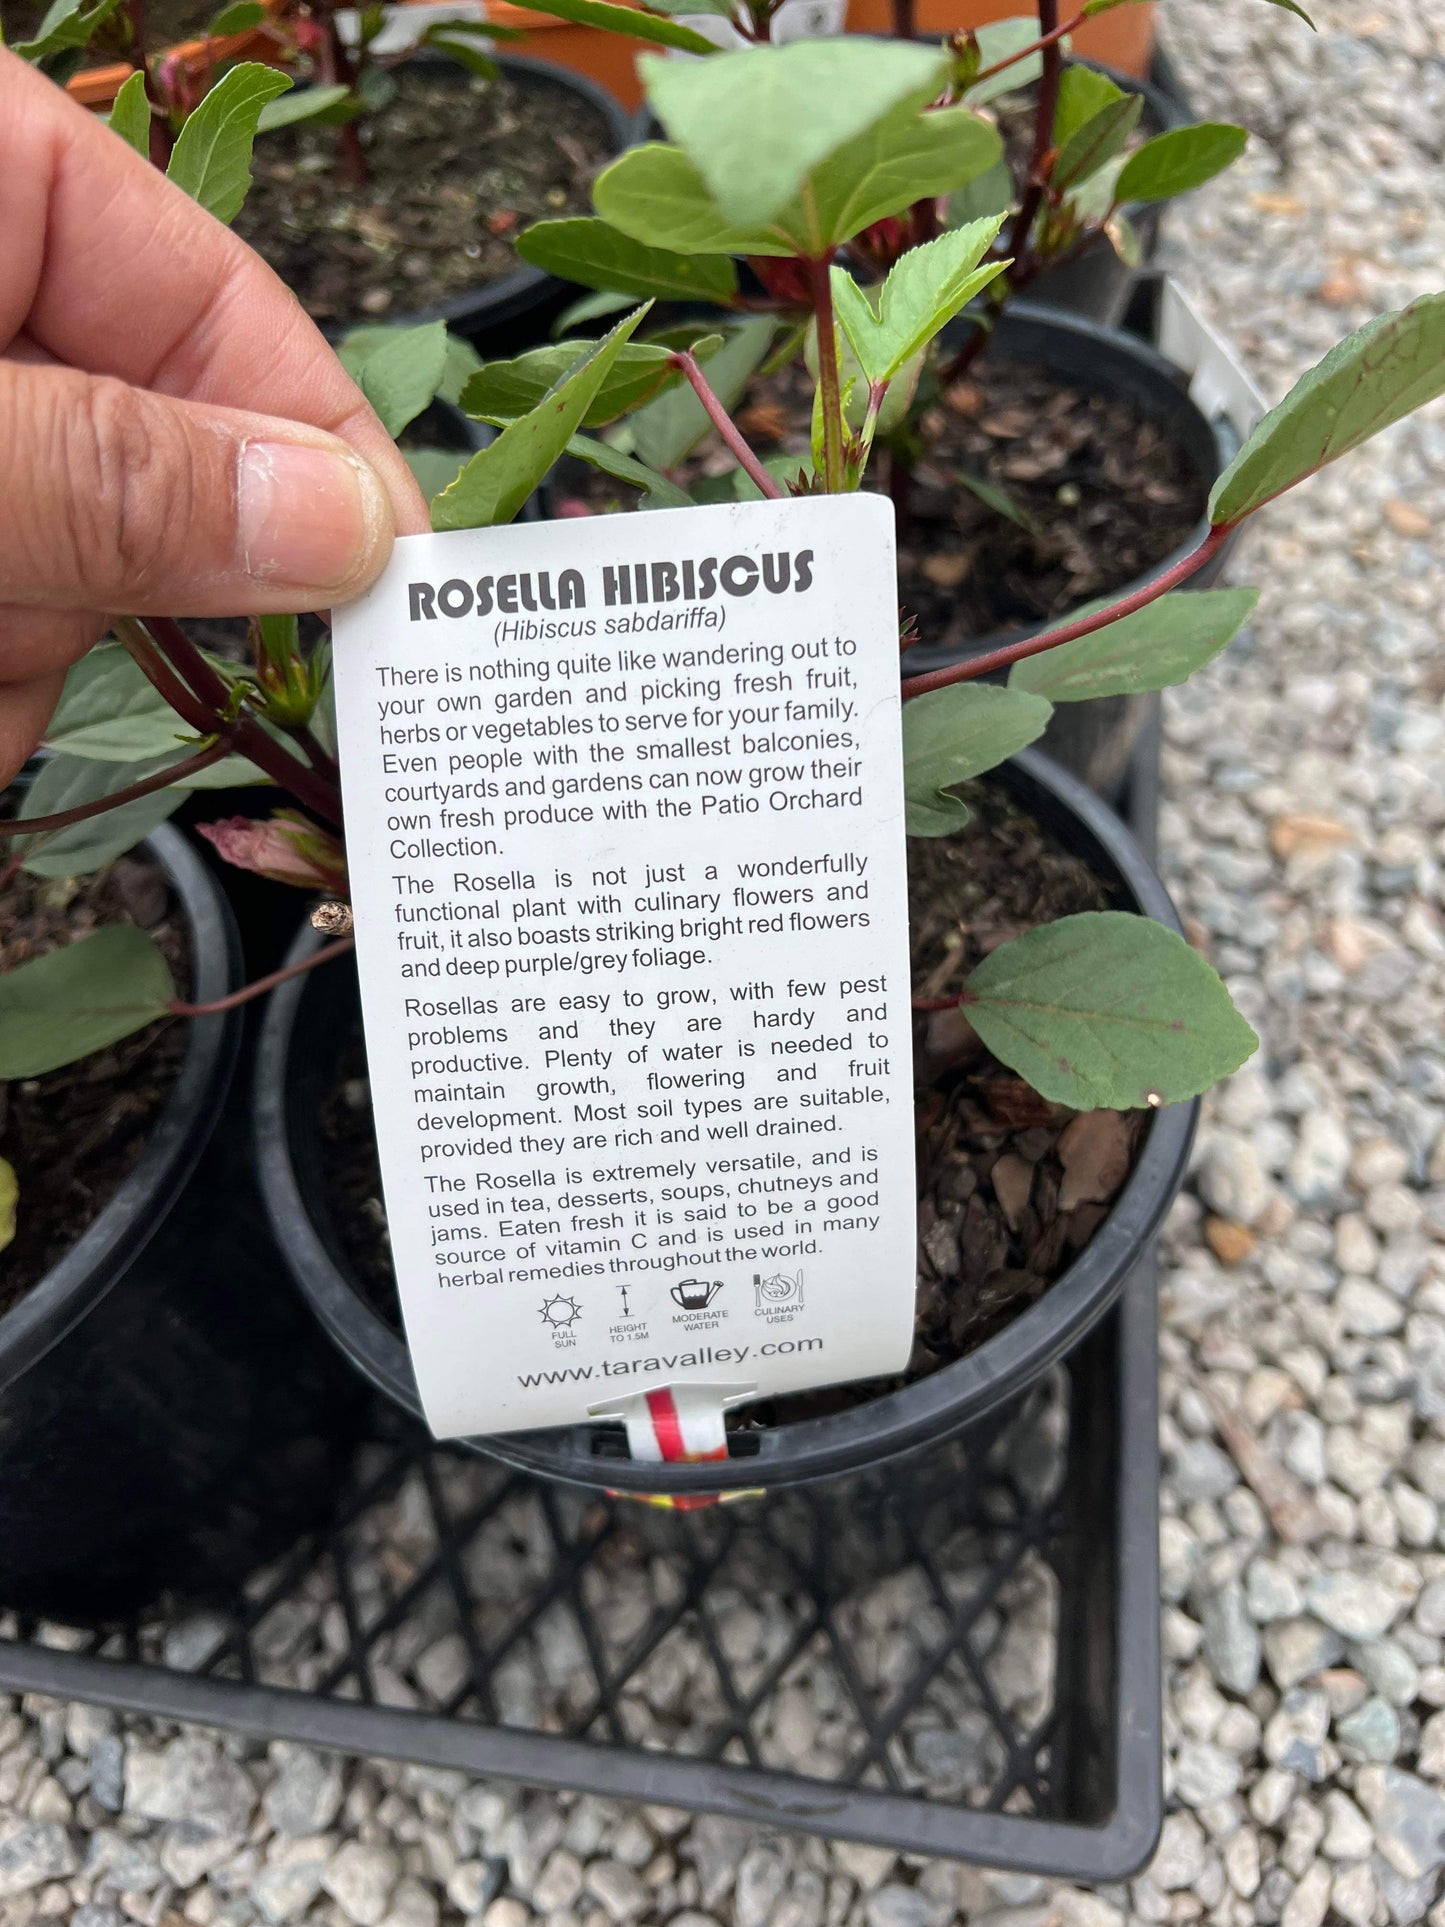 ROSELLA HIBISCUS
(Hibiscus sabdariffa)
There is nothing quite like wandering out to
your own garden and picking fresh fruit,
herbs or vegetables to serve for your family.
Even people with the smallest balconies,
courtyards and gardens can now grow their
own fresh produce with the Patio Orchard
Collection.
The Rosella is not just a wonderfully
functional plant with culinary flowers and
fruit, it also boasts striking bright red flowers
and deep purple/grey foliage.
Rosellas are easy to grow, with few pest
problems and they are hardy and
productive. Plenty of water is needed to
maintain growth, flowering and fruit
development. Most soil types are suitable,
provided they are rich and well drained.
The Rosella is extremely versatile, and is
used in tea, desserts, soups, chutneys and
jams. Eaten fresh it is said to be a good
source of vitamin C and is used in many
herbal remedies throughout the world.
FULL
SUN
HEIGHT
TO 1.5M
MODERATE
WATER
CULINARY
USES
www.taravalley.com